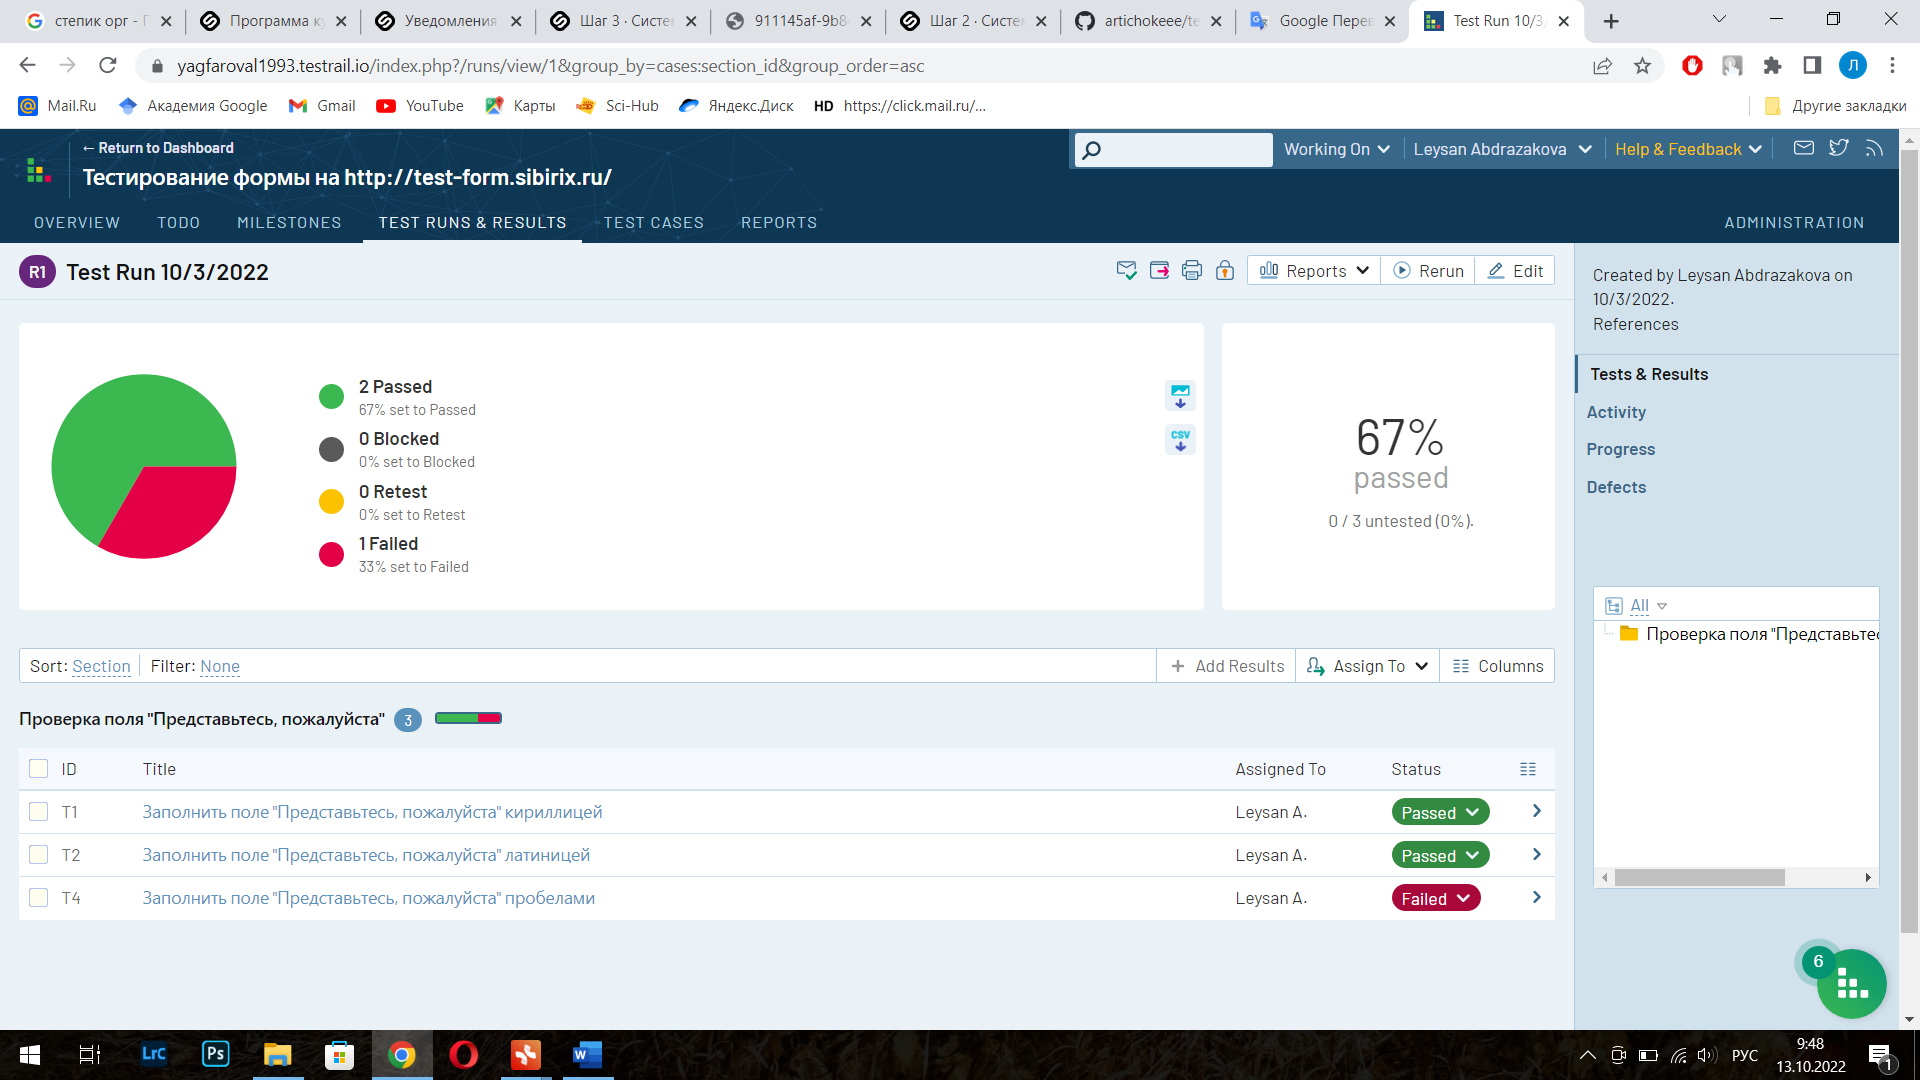 степик орг - Г
Программа ку
Уведомления
Шаг 3 · Систе
911145af-9b8
Шаг 2 · Систе
artichokeee/te
Google Перев
Test Run 10/3/
yagfaroval1993.testrail.io/index.php?/runs/view/1&group_by=cases:section_id&group_order=asc
Л
Mail.Ru
Академия Google
Gmail
YouTube
Карты
Sci-Hub
Яндекс.Диск
HD https://click.mail.ru/...
Другие закладки
← Return to Dashboard
Тестирование формы на http://test-form.sibirix.ru/
Working On
Leysan Abdrazakova
Help & Feedback
OVERVIEW
TODO
MILESTONES
TEST RUNS & RESULTS
TEST CASES
REPORTS
ADMINISTRATION
R1 Test Run 10/3/2022
Reports
Rerun
Edit
Created by Leysan Abdrazakova on
10/3/2022.
References
Tests & Results
Activity
Progress
Defects
2 Passed
67% set to Passed
0 Blocked
0% set to Blocked
0 Retest
0% set to Retest
1 Failed
33% set to Failed
CSV
67%
passed
0 / 3 untested (0%).
All
Проверка поля "Представьтес
Sort: Section
Filter: None
+ Add Results
Assign To
Columns
Проверка поля "Представьтесь, пожалуйста" 3
ID Title Assigned To Status
T1 Заполнить поле "Представьтесь, пожалуйста" кириллицей Leysan A. Passed
T2 Заполнить поле "Представьтесь, пожалуйста" латиницей Leysan A. Passed
T4 Заполнить поле "Представьтесь, пожалуйста" пробелами Leysan A. Failed
6
LrC
Ps
W
РУС
9:48
13.10.2022
1